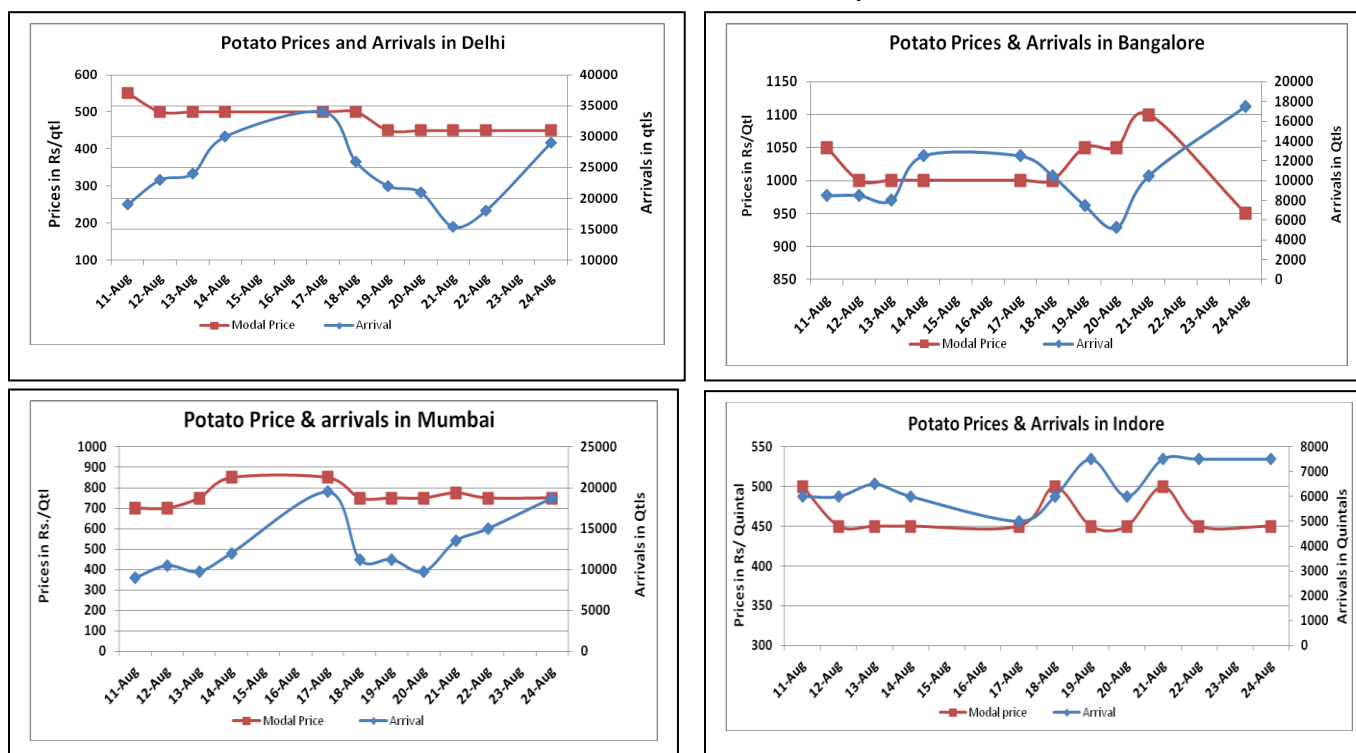 Potato Prices and Arrivals in Delhi
Prices in Rs/qtl
600
500
400
300
200
100
40000
35000
30000
25000
20000
15000
10000
Arrivals in qtls
11-Aug
12-Aug
13-Aug
14-Aug
15-Aug
16-Aug
17-Aug
18-Aug
19-Aug
20-Aug
21-Aug
22-Aug
23-Aug
24-Aug
Modal Price Arrival
Potato Prices & Arrivals in Bangalore
Prices in Rs/Qtl
1150
1100
1050
1000
950
900
850
20000
18000
16000
14000
12000
10000
8000
6000
4000
2000
0
Arrivals in Qtls
11-Aug
12-Aug
13-Aug
14-Aug
15-Aug
16-Aug
17-Aug
18-Aug
19-Aug
20-Aug
21-Aug
22-Aug
23-Aug
24-Aug
Modal Price Arrival
Potato Price & arrivals in Mumbai
Prices in Rs./Qtl
1000
900
800
700
600
500
400
300
200
100
0
25000
20000
15000
10000
5000
0
Arrivals in Qtls
11-Aug
12-Aug
13-Aug
14-Aug
15-Aug
16-Aug
17-Aug
18-Aug
19-Aug
20-Aug
21-Aug
22-Aug
23-Aug
24-Aug
Modal Price Arrival
Potato Prices & Arrivals in Indore
Prices in Rs/ Quintal
550
500
450
400
350
300
8000
7000
6000
5000
4000
3000
2000
1000
0
Arrivals in Quintals
11-Aug
12-Aug
13-Aug
14-Aug
15-Aug
16-Aug
17-Aug
18-Aug
19-Aug
20-Aug
21-Aug
22-Aug
23-Aug
24-Aug
Modal price Arrival